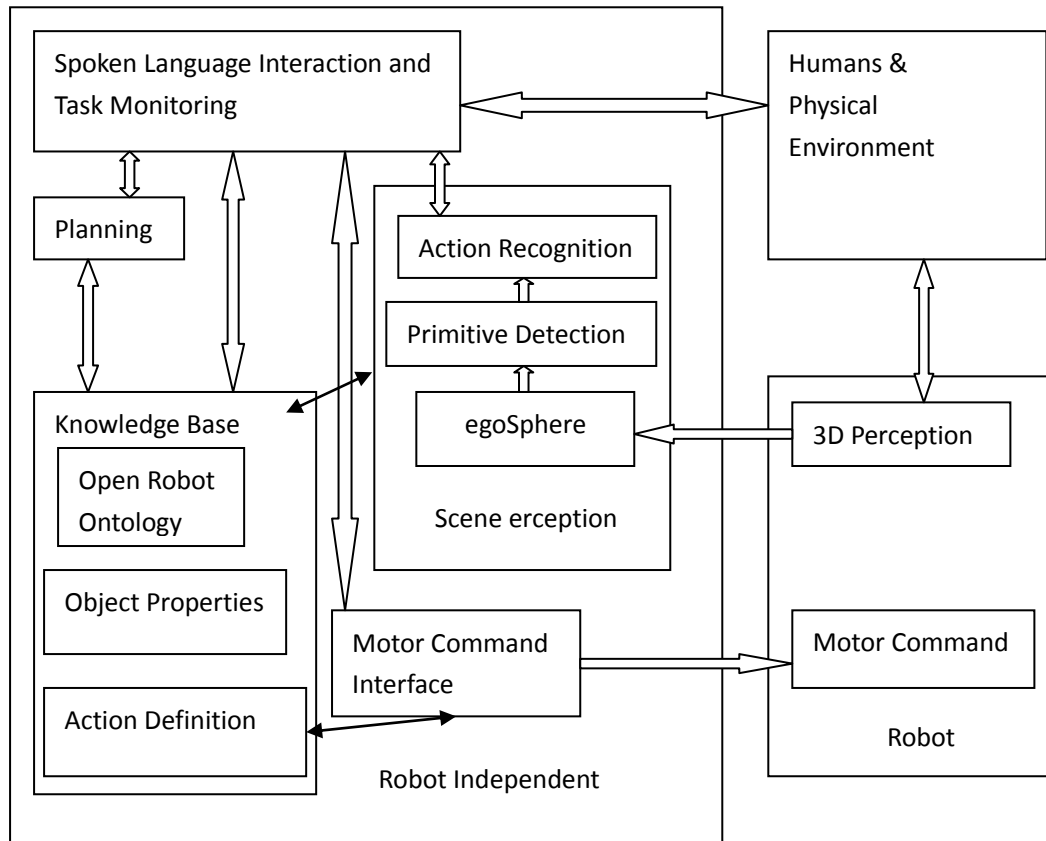 Spoken Language Interaction and
Task Monitoring
Humans &
Physical
Environment
Planning
Action Recognition
Primitive Detection
egoSphere
Scene erception
3D Perception
Knowledge Base
Open Robot
Ontology
Object Properties
Action Definition
Motor Command
Interface
Robot Independent
Motor Command
Robot